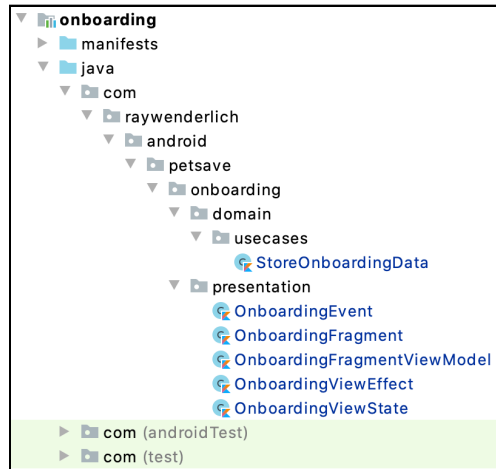 onboarding
manifests
java
com
raywenderlich
android
petsave
onboarding
domain
usecases
StoreOnboardingData
presentation
OnboardingEvent
OnboardingFragment
OnboardingFragmentViewModel
OnboardingViewEffect
OnboardingViewState
com (androidTest)
com (test)